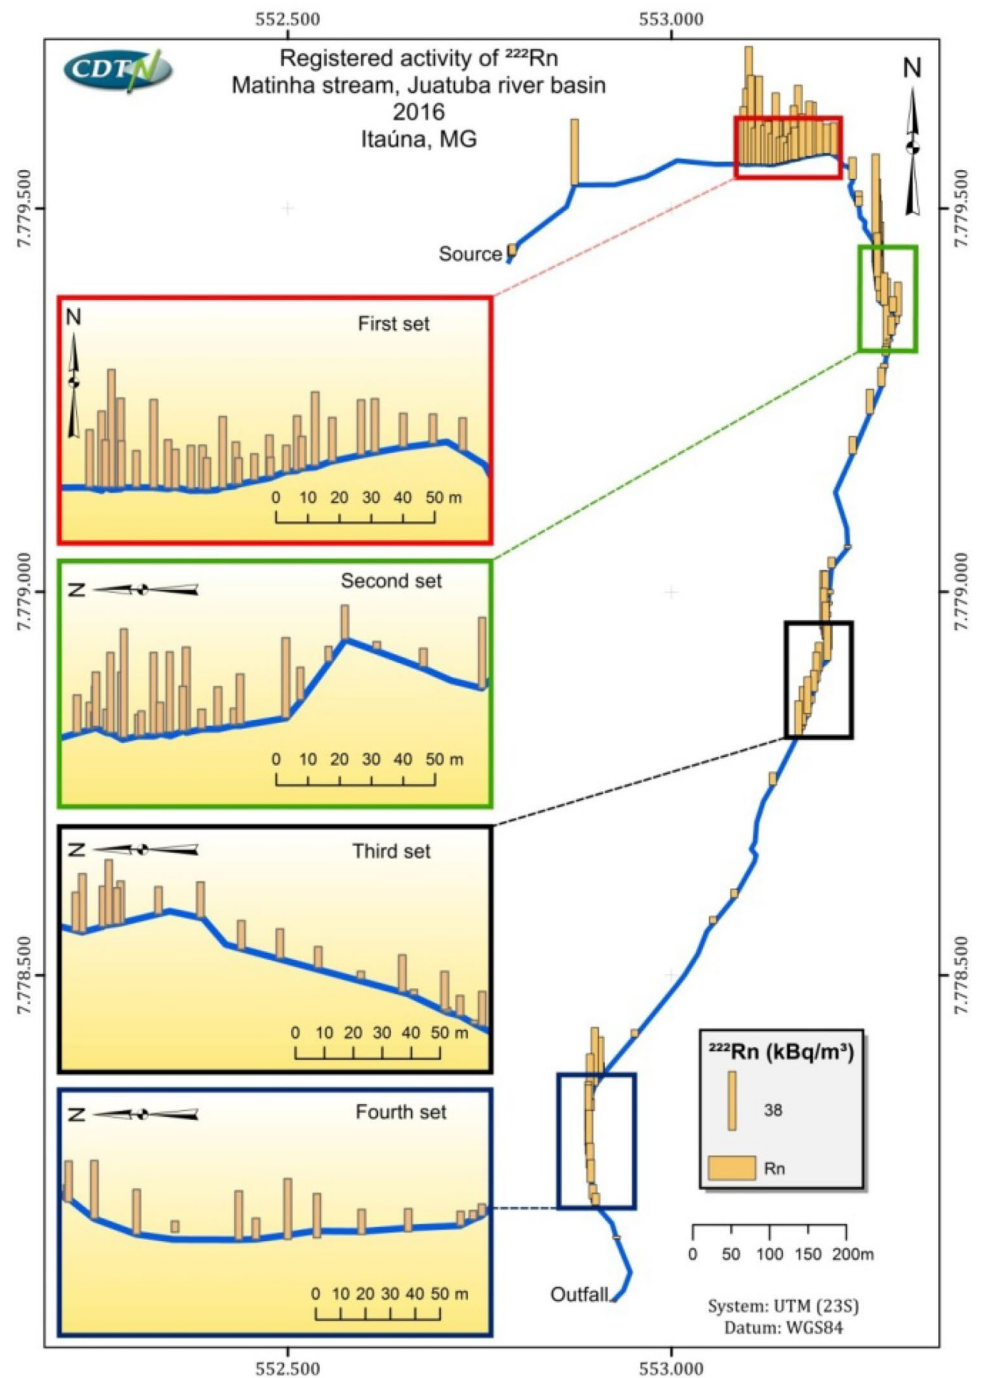 552.500
553.000
CDTN
Registered activity of ²²²Rn
Matinha stream, Juatuba river basin
2016
Itaúna, MG
N
7.779.500
7.779.500
Source
N
First set
0 10 20 30 40 50 m
N
Second set
0 10 20 30 40 50 m
7.779.000
7.779.000
N
Third set
0 10 20 30 40 50 m
7.778.500
7.778.500
N
Fourth set
0 10 20 30 40 50 m
²²²Rn (kBq/m³)
38
Rn
0 50 100 150 200m
Outfall
System: UTM (23S)
Datum: WGS84
552.500
553.000